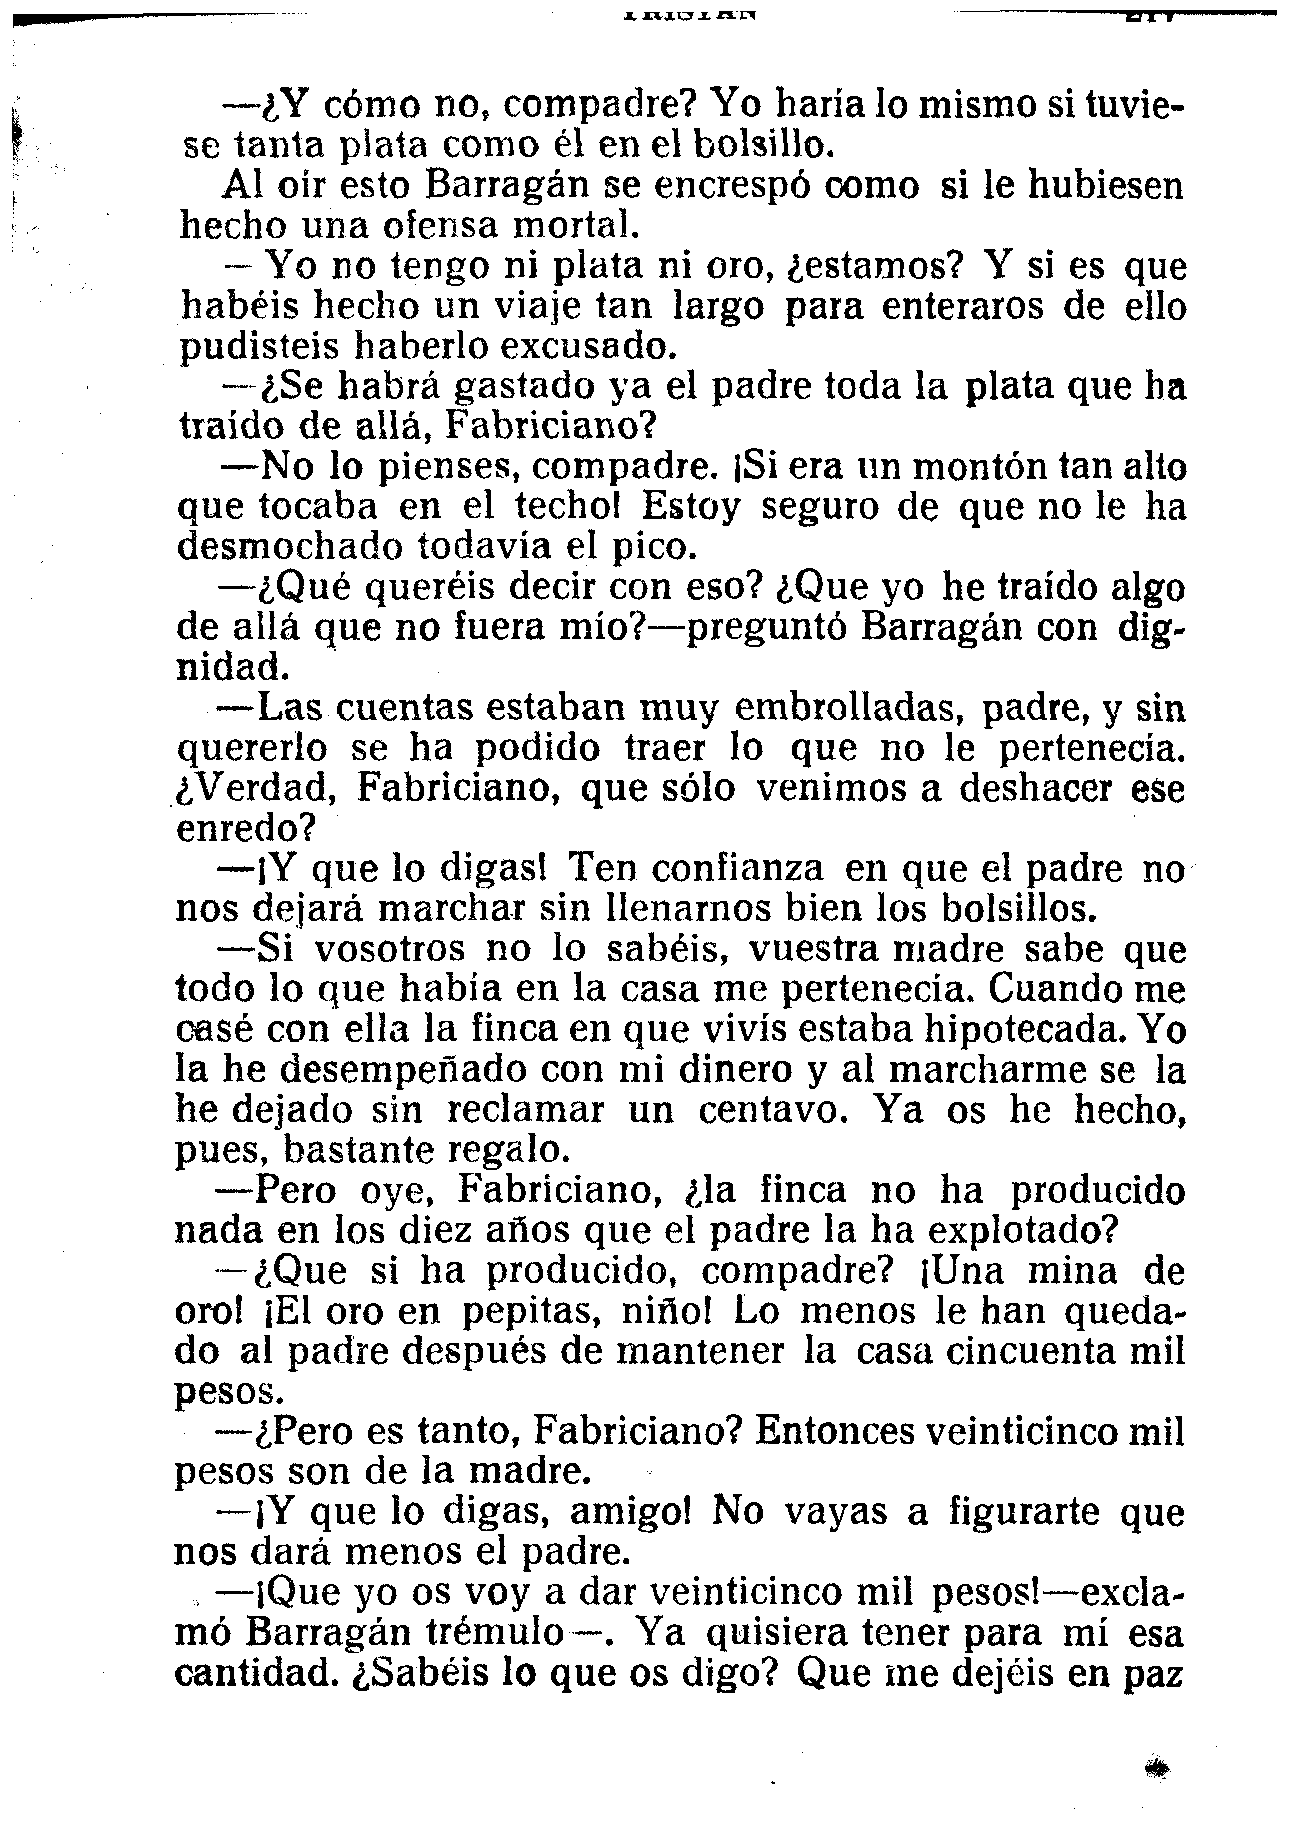 —¿Y cómo no, compadre? Yo haría lo mismo si tuvie-
se tanta plata como él en el bolsillo.
Al oír esto Barragán se encrespó como si le hubiesen
hecho una ofensa mortal.
— Yo no tengo ni plata ni oro, ¿estamos? Y si es que
habéis hecho un viaje tan largo para enteraros de ello
pudisteis haberlo excusado.
—¿Se habrá gastado ya el padre toda la plata que ha
traído de allá, Fabriciano?
—No lo pienses, compadre. ¡Si era un montón tan alto
que tocaba en el techo! Estoy seguro de que no le ha
desmochado todavía el pico.
—¿Qué queréis decir con eso? ¿Que yo he traído algo
de allá que no fuera mío?—preguntó Barragán con dig-
nidad.
—Las cuentas estaban muy embrolladas, padre, y sin
quererlo se ha podido traer lo que no le pertenecía.
¿Verdad, Fabriciano, que sólo venimos a deshacer ese
enredo?
—¡Y que lo digas! Ten confianza en que el padre no
nos dejará marchar sin llenarnos bien los bolsillos.
—Si vosotros no lo sabéis, vuestra madre sabe que
todo lo que había en la casa me pertenecía. Cuando me
casé con ella la finca en que vivís estaba hipotecada. Yo
la he desempeñado con mi dinero y al marcharme se la
he dejado sin reclamar un centavo. Ya os he hecho,
pues, bastante regalo.
—Pero oye, Fabriciano, ¿la finca no ha producido
nada en los diez años que el padre la ha explotado?
—¿Que si ha producido, compadre? ¡Una mina de
oro! ¡El oro en pepitas, niño! Lo menos le han queda-
do al padre después de mantener la casa cincuenta mil
pesos.
—¿Pero es tanto, Fabriciano? Entonces veinticinco mil
pesos son de la madre.
—¡Y que lo digas, amigo! No vayas a figurarte que
nos dará menos el padre.
—¡Que yo os voy a dar veinticinco mil pesos!—excla-
mó Barragán trémulo—. Ya quisiera tener para mí esa
cantidad. ¿Sabéis lo que os digo? Que me dejéis en paz